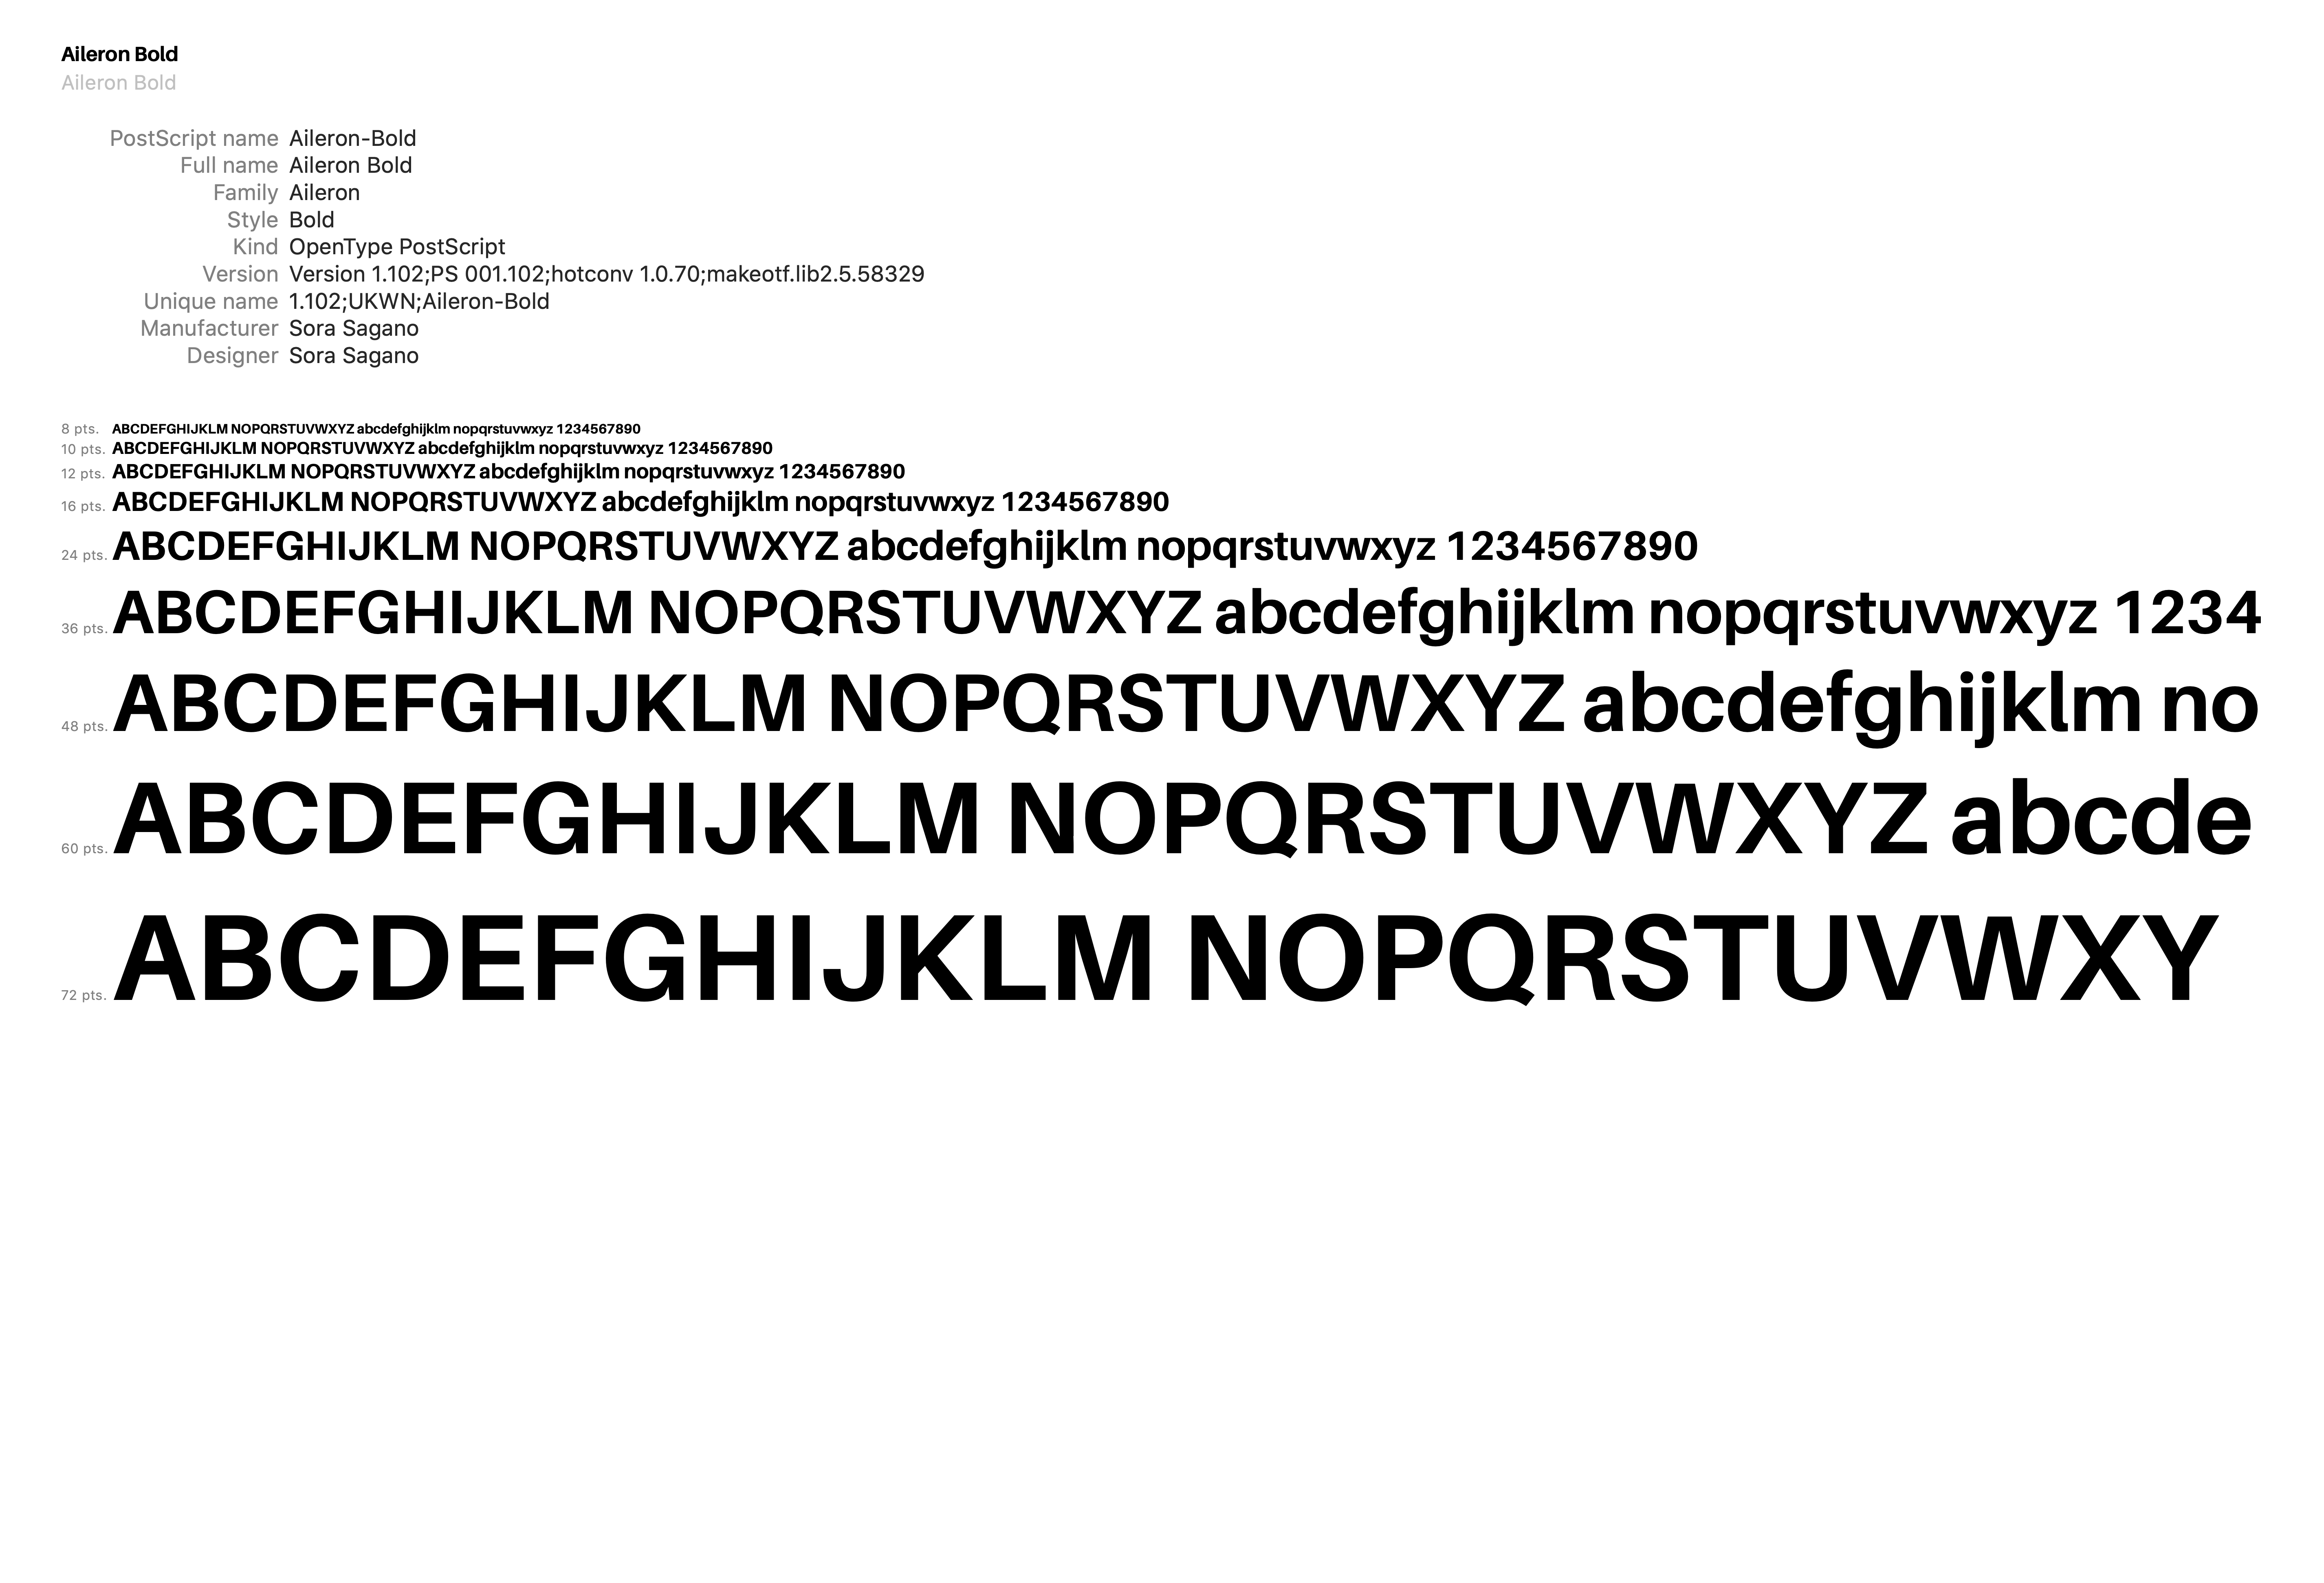 Aileron Bold
Aileron Bold
PostScript name Aileron-Bold
Full name Aileron Bold
Family Aileron
Style Bold
Kind OpenType PostScript
Version Version 1.102;PS 001.102;hotconv 1.0.70;makeotf.lib2.5.58329
Unique name 1.102;UKWN;Aileron-Bold
Manufacturer Sora Sagano
Designer Sora Sagano
8 pts. ABCDEFGHIJKLM NOPQRSTUVWXYZ abcdefghijklm nopqrstuvwxyz 1234567890
10 pts. ABCDEFGHIJKLM NOPQRSTUVWXYZ abcdefghijklm nopqrstuvwxyz 1234567890
12 pts. ABCDEFGHIJKLM NOPQRSTUVWXYZ abcdefghijklm nopqrstuvwxyz 1234567890
16 pts. ABCDEFGHIJKLM NOPQRSTUVWXYZ abcdefghijklm nopqrstuvwxyz 1234567890
24 pts. ABCDEFGHIJKLM NOPQRSTUVWXYZ abcdefghijklm nopqrstuvwxyz 1234567890
36 pts. ABCDEFGHIJKLM NOPQRSTUVWXYZ abcdefghijklm nopqrstuvwxyz 1234
48 pts. ABCDEFGHIJKLM NOPQRSTUVWXYZ abcdefghijklm no
60 pts. ABCDEFGHIJKLM NOPQRSTUVWXYZ abcde
72 pts. ABCDEFGHIJKLM NOPQRSTUVWXY